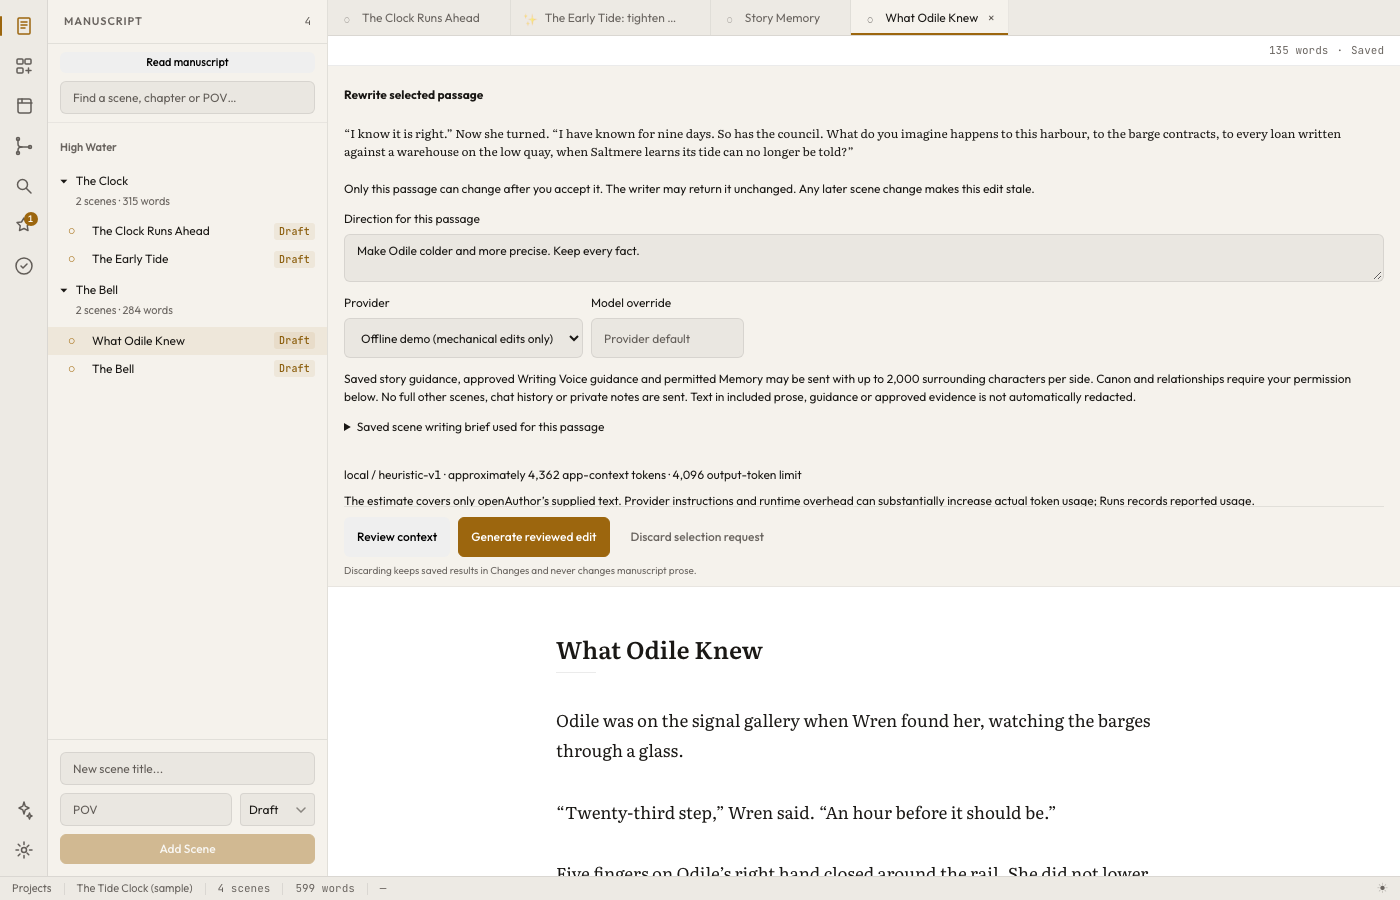 MANUSCRIPT 4
Read manuscript
Find a scene, chapter or POV...
High Water
The Clock
2 scenes · 315 words
The Clock Runs Ahead Draft
The Early Tide Draft
The Bell
2 scenes · 284 words
What Odile Knew Draft
The Bell Draft
New scene title...
POV Draft
Add Scene
1
The Clock Runs Ahead
The Early Tide: tighten ...
Story Memory
What Odile Knew ×
135 words · Saved
Rewrite selected passage
“I know it is right.” Now she turned. “I have known for nine days. So has the council. What do you imagine happens to this harbour, to the barge contracts, to every loan written
against a warehouse on the low quay, when Saltmere learns its tide can no longer be told?”
Only this passage can change after you accept it. The writer may return it unchanged. Any later scene change makes this edit stale.
Direction for this passage
Make Odile colder and more precise. Keep every fact.
Provider Model override
Offline demo (mechanical edits only) Provider default
Saved story guidance, approved Writing Voice guidance and permitted Memory may be sent with up to 2,000 surrounding characters per side. Canon and relationships require your permission
below. No full other scenes, chat history or private notes are sent. Text in included prose, guidance or approved evidence is not automatically redacted.
Saved scene writing brief used for this passage
local / heuristic-v1 · approximately 4,362 app-context tokens · 4,096 output-token limit
The estimate covers only openAuthor’s supplied text. Provider instructions and runtime overhead can substantially increase actual token usage; Runs records reported usage.
Review context Generate reviewed edit Discard selection request
Discarding keeps saved results in Changes and never changes manuscript prose.
What Odile Knew
Odile was on the signal gallery when Wren found her, watching the barges
through a glass.
“Twenty-third step,” Wren said. “An hour before it should be.”
Five fingers on Odile’s right hand closed around the rail. She did not lower
Projects The Tide Clock (sample) 4 scenes 599 words —